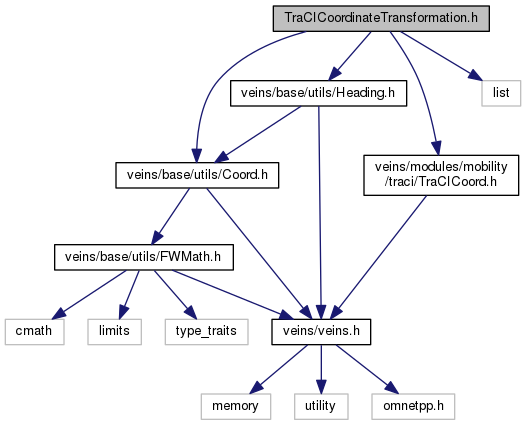 TraCICoordinateTransformation.h
veins/base/utils/Heading.h
list
veins/base/utils/Coord.h
veins/modules/mobility
/traci/TraCICoord.h
veins/base/utils/FWMath.h
cmath
limits
type_traits
veins/veins.h
memory
utility
omnetpp.h